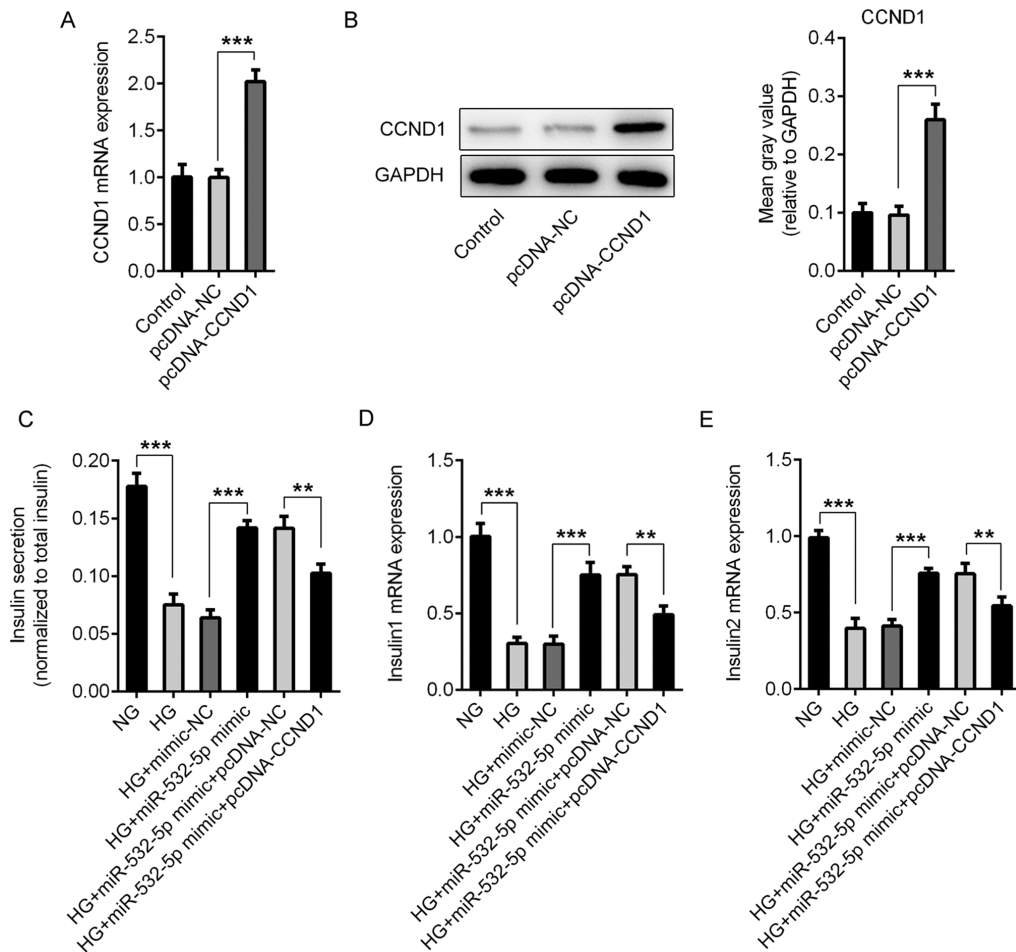 A
CCND1 mRNA expression
2.5
2.0
1.5
1.0
0.5
0.0
***
Control
pcDNA-NC
pcDNA-CCND1
B
CCND1
GAPDH
Control
pcDNA-NC
pcDNA-CCND1
CCND1
Mean gray value
(relative to GAPDH)
0.4
0.3
0.2
0.1
0.0
***
Control
pcDNA-NC
pcDNA-CCND1
C
Insulin secretion
(normalized to total insulin)
0.20
0.15
0.10
0.05
0.00
***
***
**
NG
HG
HG+mimic-NC
HG+miR-532-5p mimic
HG+miR-532-5p mimic+pcDNA-NC
HG+miR-532-5p mimic+pcDNA-CCND1
D
Insulin1 mRNA expression
1.5
1.0
0.5
0.0
***
***
**
NG
HG
HG+mimic-NC
HG+miR-532-5p mimic
HG+miR-532-5p mimic+pcDNA-NC
HG+miR-532-5p mimic+pcDNA-CCND1
E
Insulin2 mRNA expression
1.5
1.0
0.5
0.0
***
***
**
NG
HG
HG+mimic-NC
HG+miR-532-5p mimic
HG+miR-532-5p mimic+pcDNA-NC
HG+miR-532-5p mimic+pcDNA-CCND1